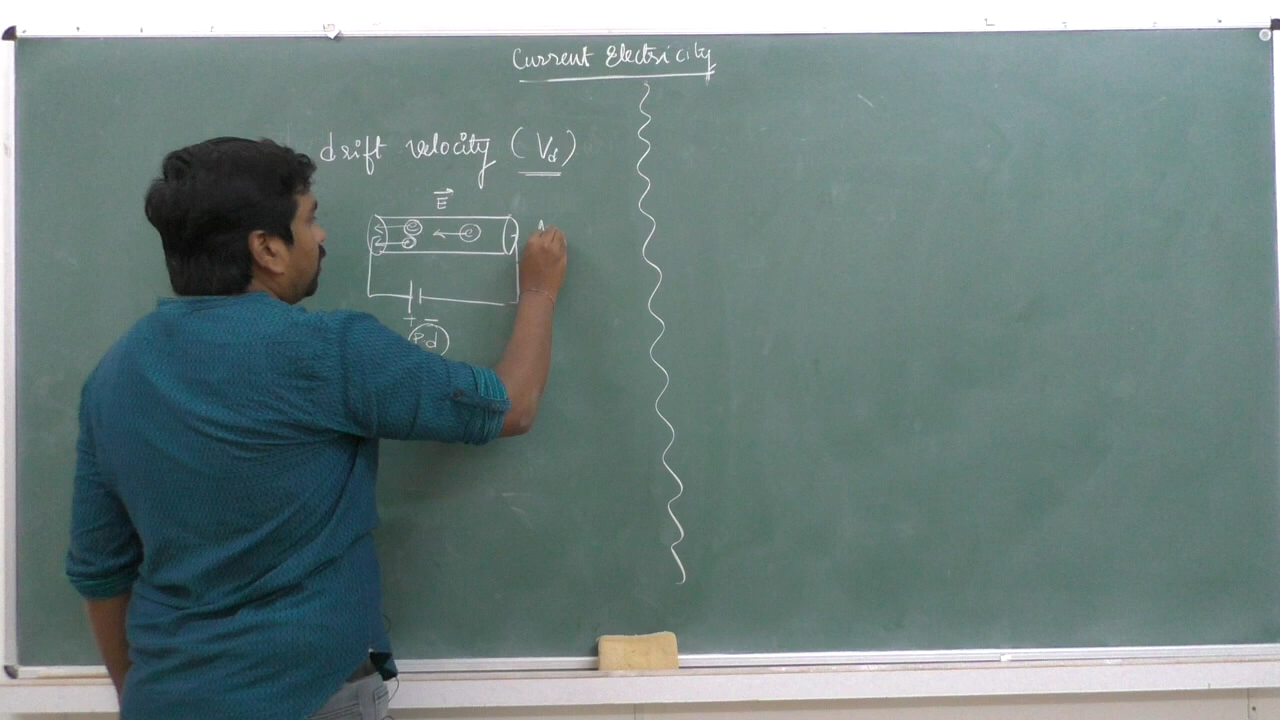 Current Electricity
drift velocity (Vd)
E
e e
e
+ -
P.d